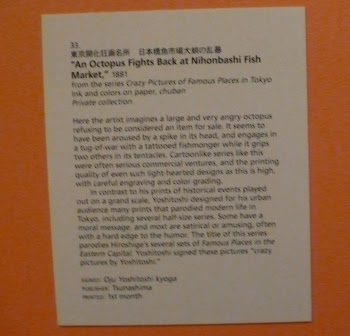 33.
東京開化狂画名所 日本橋魚市場大蛸の乱暴
"An Octopus Fights Back at Nihonbashi Fish
Market," 1881
from the series Crazy Pictures of Famous Places in Tokyo
Ink and colors on paper, chuban
Private collection
Here the artist imagines a large and very angry octopus
refusing to be considered an item for sale. It seems to
have been aroused by a spike in its head, and engages in
a tug-of-war with a tattooed fishmonger while it grips
two others in its tentacles. Cartoonlike series like this
were often serious commercial ventures, and the printing
quality of even such light-hearted designs as this is high,
with careful engraving and color grading.
In contrast to his prints of historical events played
out on a grand scale, Yoshitoshi designed for his urban
audience many prints that parodied modern life in
Tokyo, including several half-size series. Some have a
moral message, and most are satirical or amusing, often
with a hard edge to the humor. The title of this series
parodies Hiroshige's several sets of Famous Places in the
Eastern Capital. Yoshitoshi signed these pictures "crazy
pictures by Yoshitoshi."
SIGNED: Oju Yoshitoshi kyoga
PUBLISHER: Tsunashima
PRINTED: 1st month